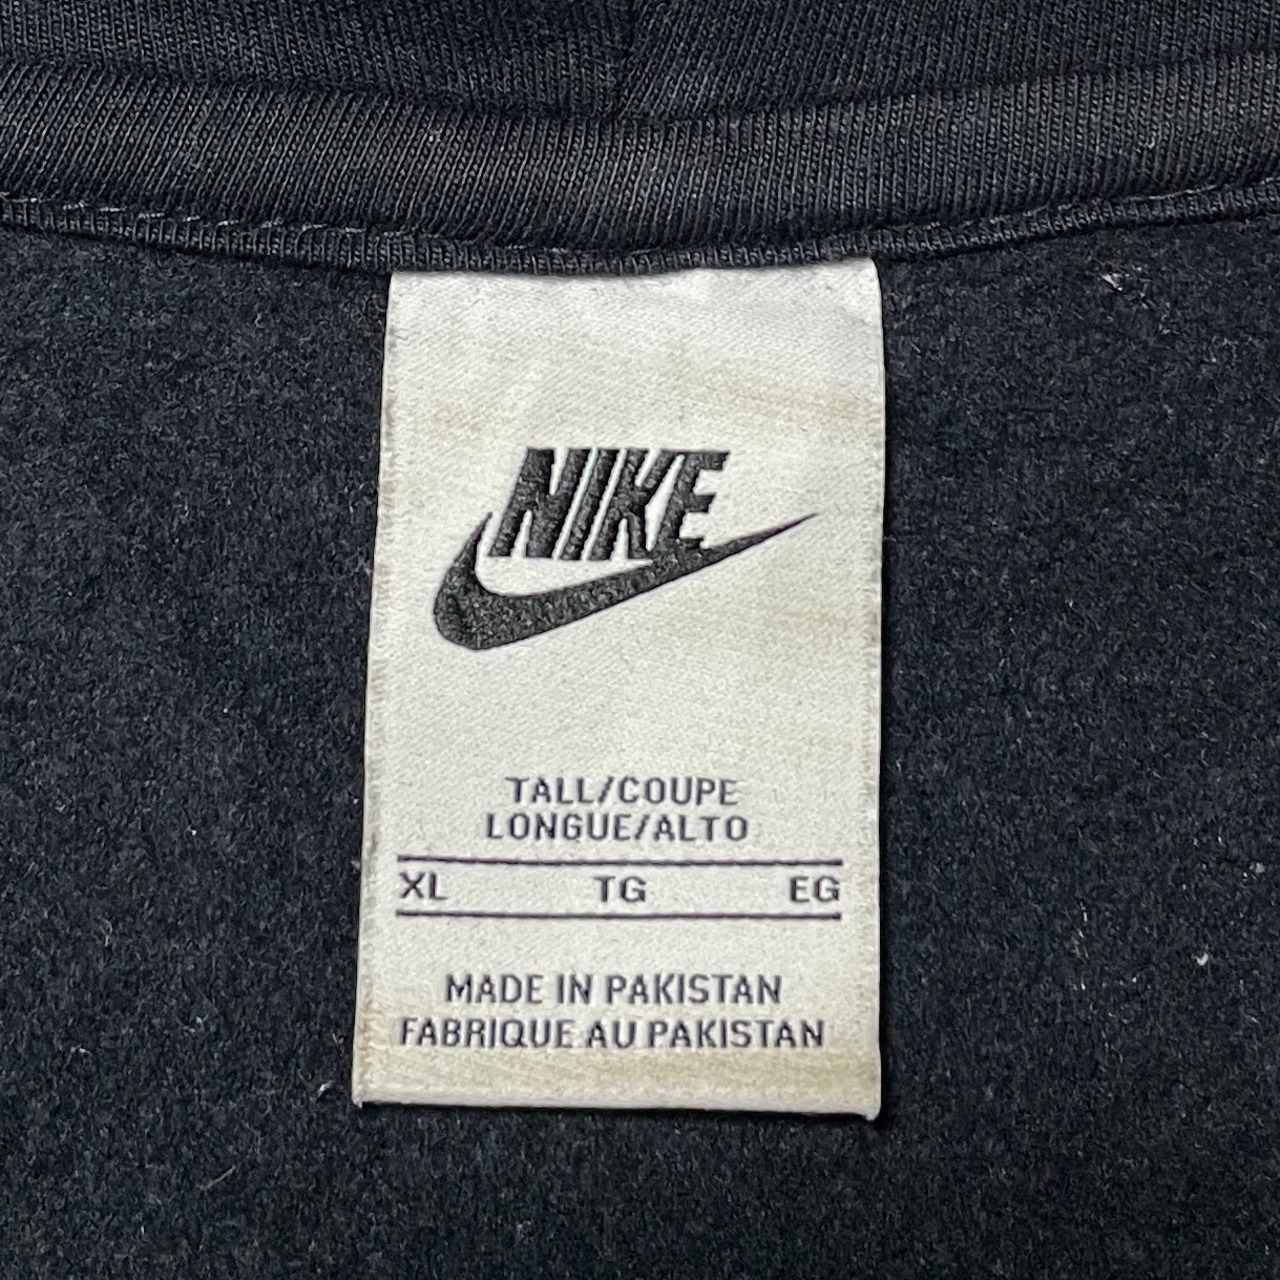 NIKE
TALL/COUPE
LONGUE/ALTO
XL TG EG
MADE IN PAKISTAN
FABRIQUE AU PAKISTAN